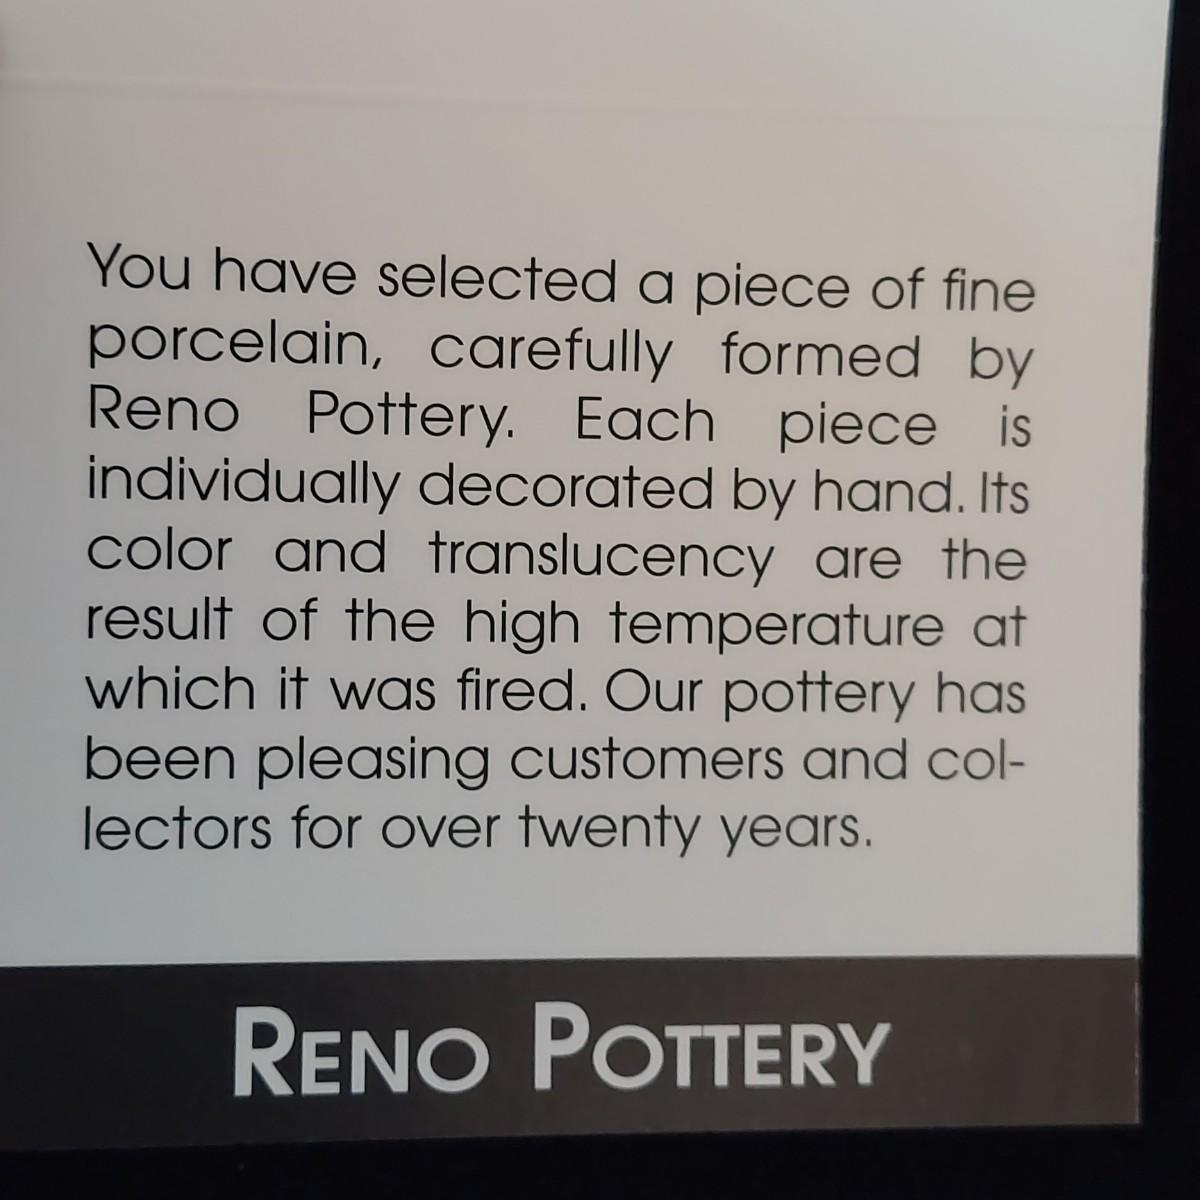 You have selected a piece of fine
porcelain, carefully formed by
Reno Pottery. Each piece is
individually decorated by hand. Its
color and translucency are the
result of the high temperature at
which it was fired. Our pottery has
been pleasing customers and col-
lectors for over twenty years.
RENO POTTERY